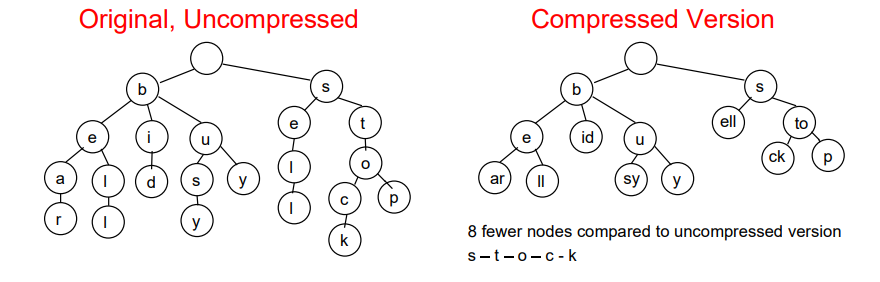 Original, Uncompressed
b s
e i u e t
a l d s y l o
r l y l c p
k
Compressed Version
b s
e id u ell to
ar ll sy y ck p
8 fewer nodes compared to uncompressed version
s – t – o – c - k